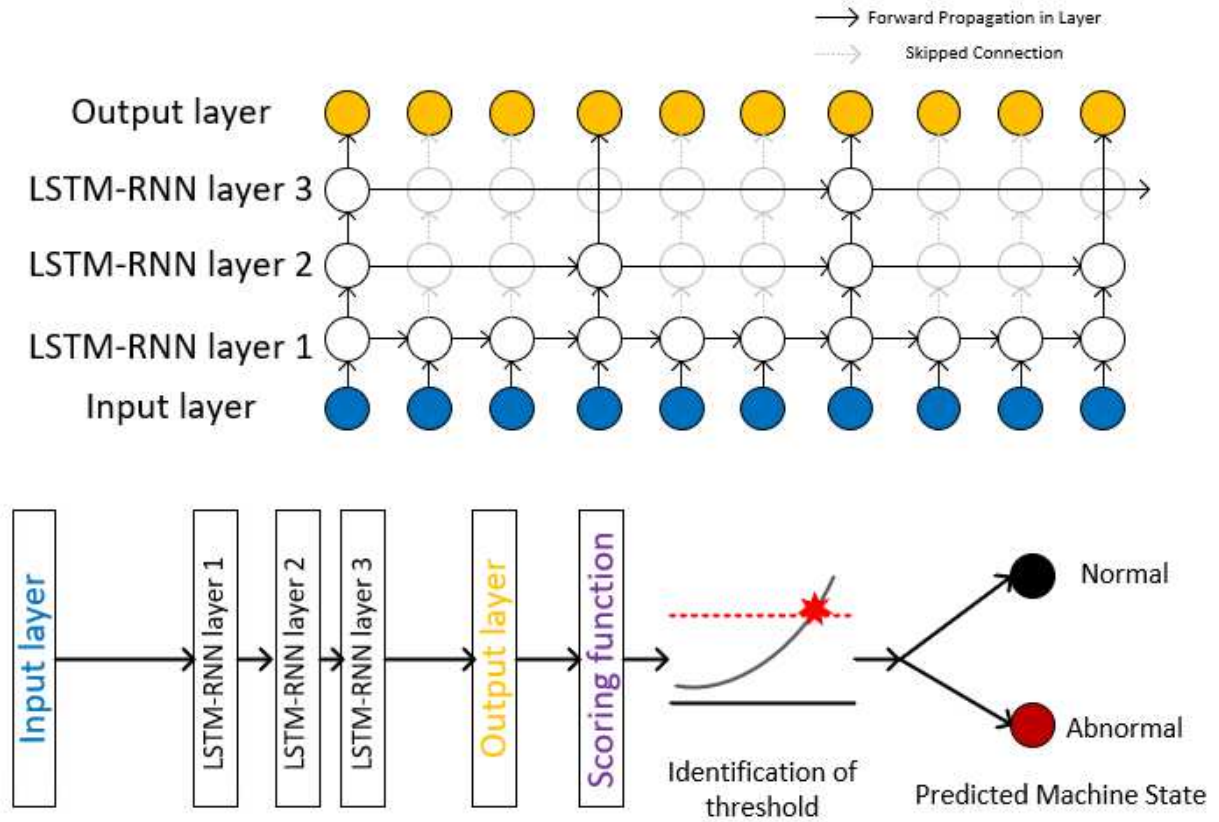 Forward Propagation in Layer
Skipped Connection
Output layer
LSTM-RNN layer 3
LSTM-RNN layer 2
LSTM-RNN layer 1
Input layer
Input layer
LSTM-RNN layer 1
LSTM-RNN layer 2
LSTM-RNN layer 3
Output layer
Scoring function
Identification of
threshold
Normal
Abnormal
Predicted Machine State